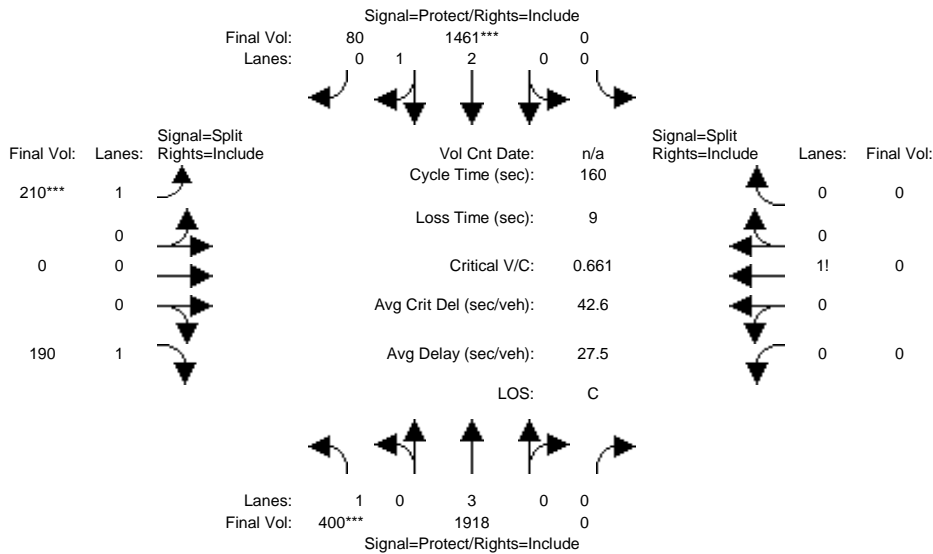 Signal=Protect/Rights=Include
Final Vol: 80 1461*** 0
Lanes: 0 1 2 0 0
Signal=Split Signal=Split
Final Vol: Lanes: Rights=Include Vol Cnt Date: n/a Rights=Include Lanes: Final Vol:
Cycle Time (sec): 160
210*** 1 0 0
Loss Time (sec): 9
0 0
0 0 Critical V/C: 0.661 1! 0
0 Avg Crit Del (sec/veh): 42.6 0
190 1 Avg Delay (sec/veh): 27.5 0 0
LOS: C
Lanes: 1 0 3 0 0
Final Vol: 400*** 1918 0
Signal=Protect/Rights=Include